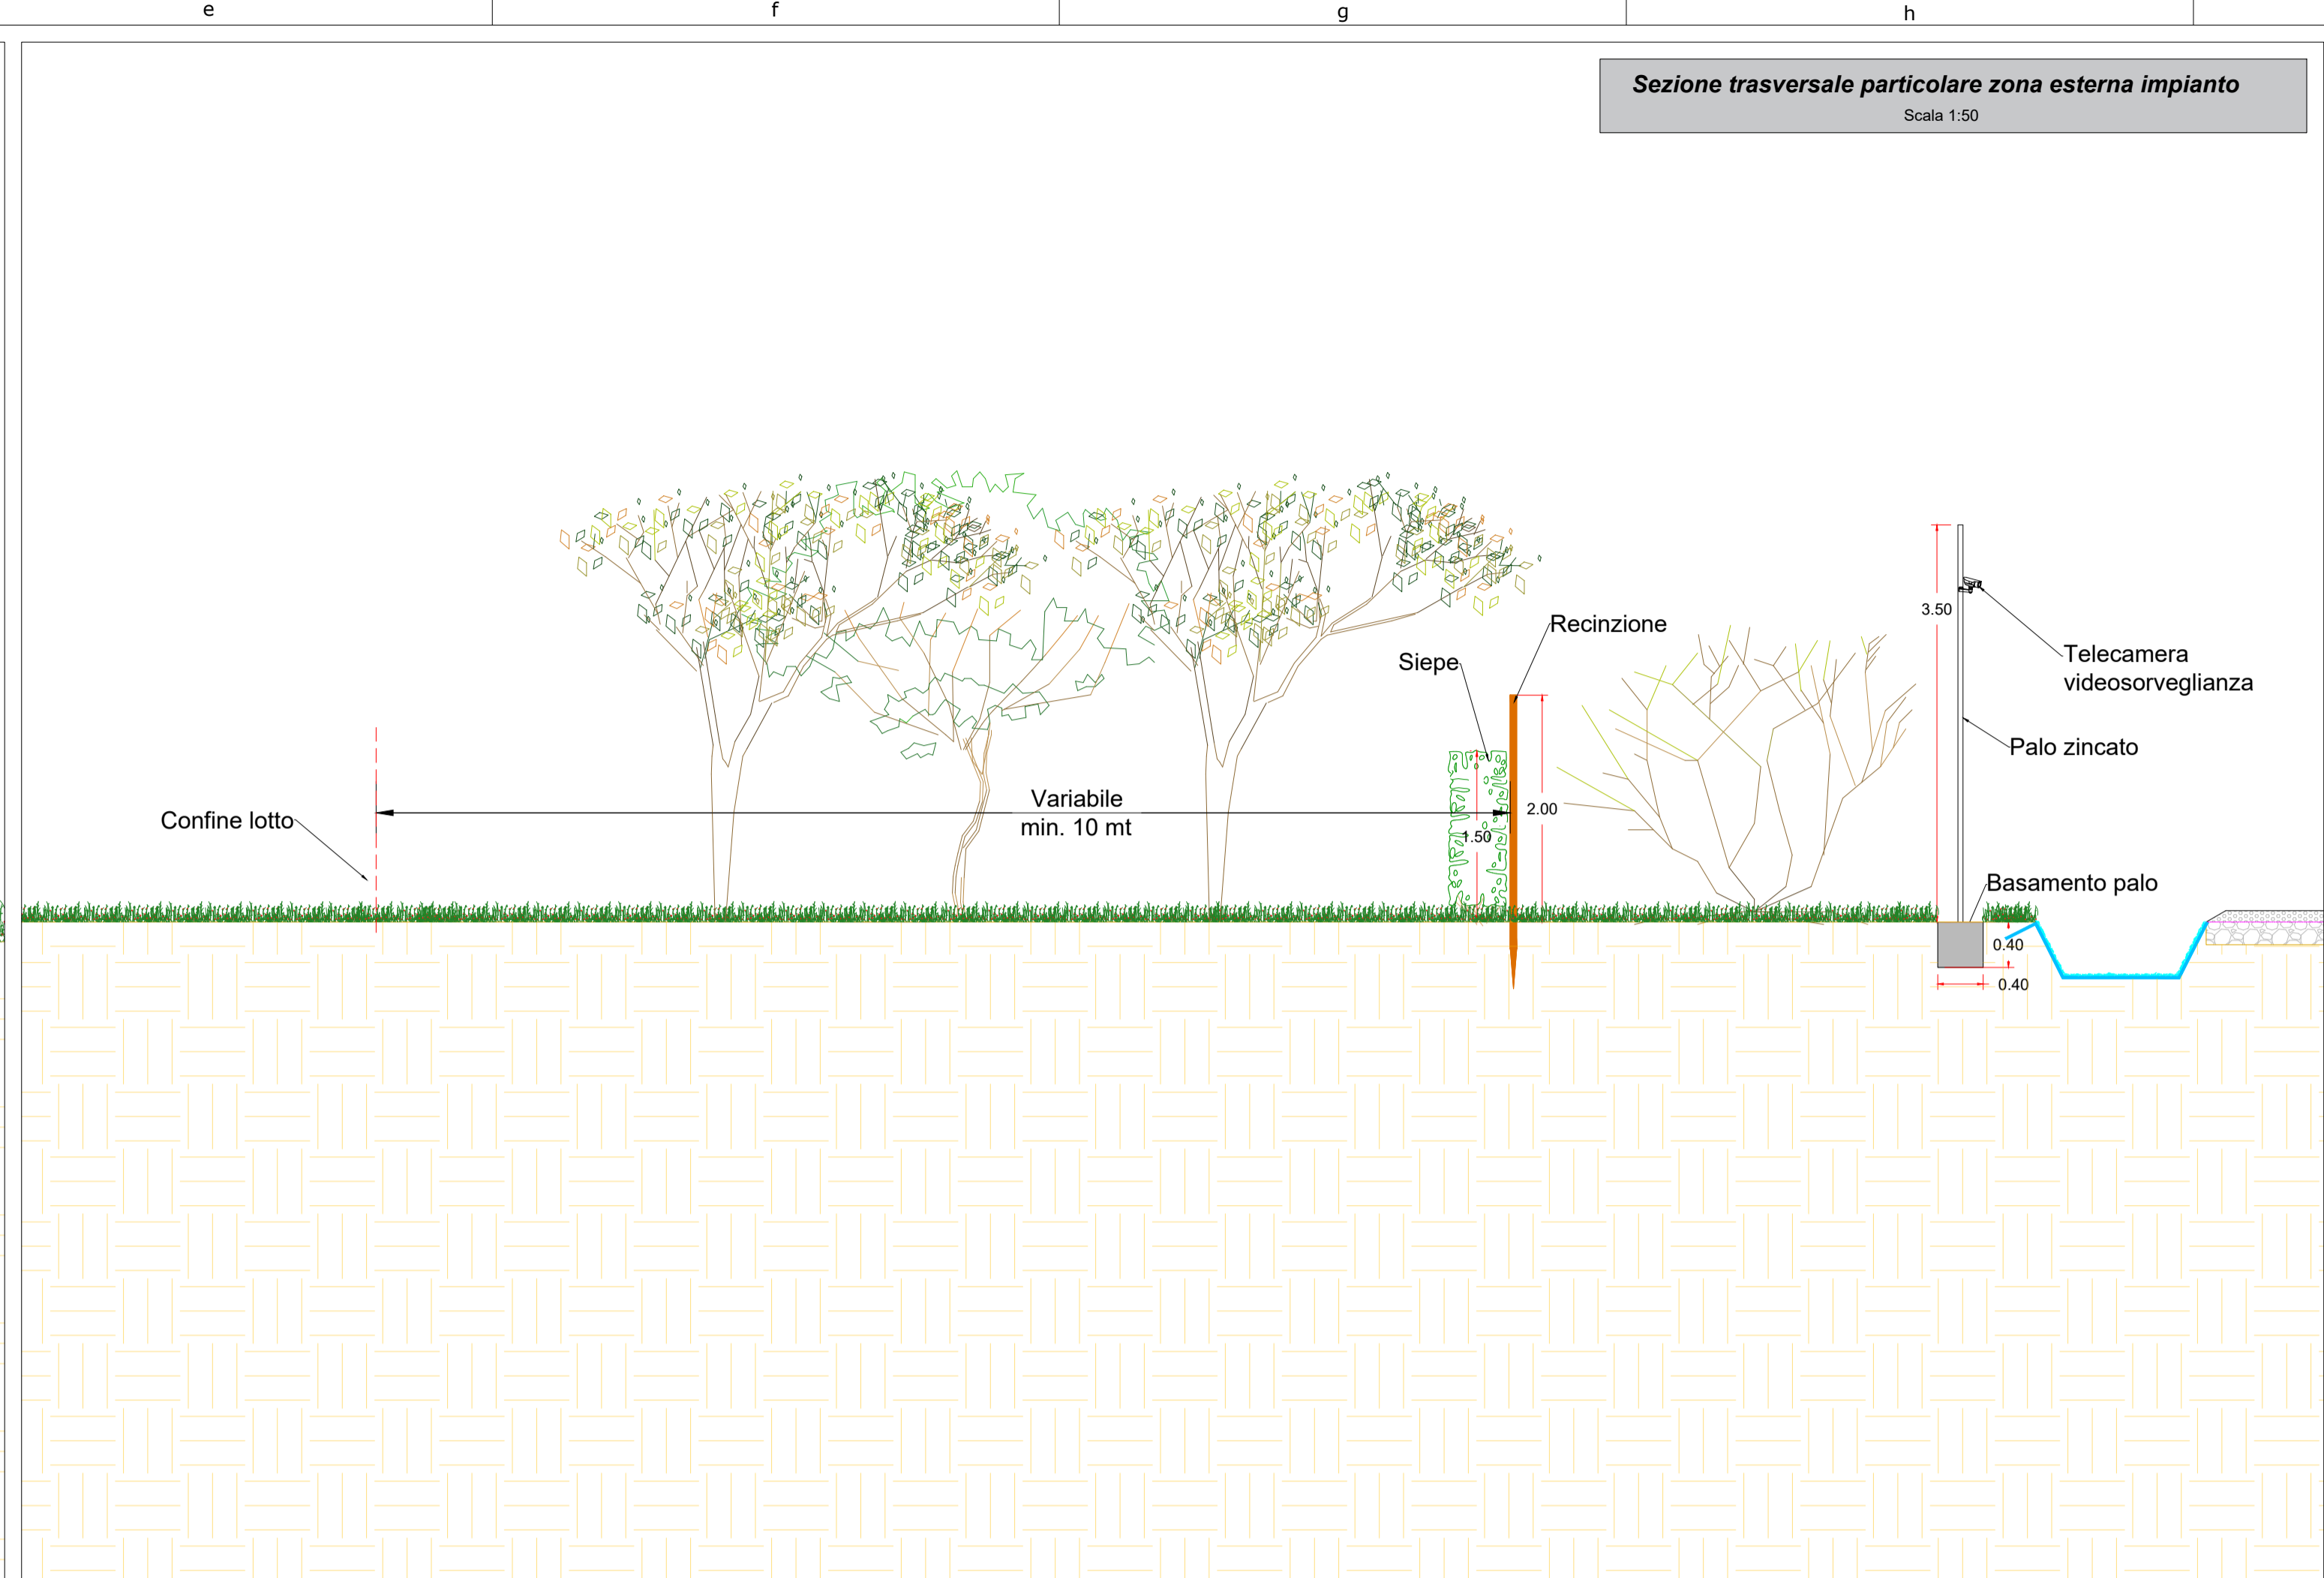 e
f
g
h
Sezione trasversale particolare zona esterna impianto
Scala 1:50
3.50
Recinzione
Siepe
Telecamera
videosorveglianza
Palo zincato
Variabile
min. 10 mt
2.00
Confine lotto
1.50
Basamento palo
0.40
0.40